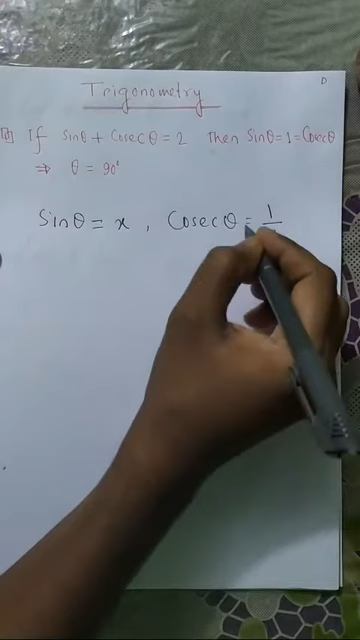 Trigonometry
If Sinθ + Cosecθ = 2 Then Sinθ = 1 = Cosecθ
⇒ θ = 90°
Sinθ = x , Cosecθ = 1